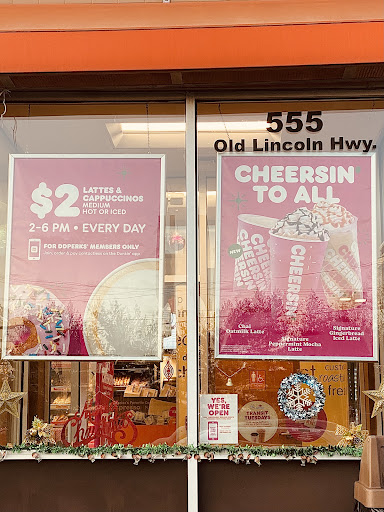 555
Old Lincoln Hwy.
$2
LATTES &
CAPPUCCINOS
MEDIUM
HOT OR ICED
2-6 PM • EVERY DAY
FOR DDPERKS® MEMBERS ONLY
CHEERSIN
TO ALL
CHEERSIN
CHEERSIN
Chai
Oatmilk Latte
Signature
Peppermint Mocha
Latte
Signature
Gingerbread
Iced Latte
YES,
WE'RE
OPEN
TRANSIT
TUESDAYS